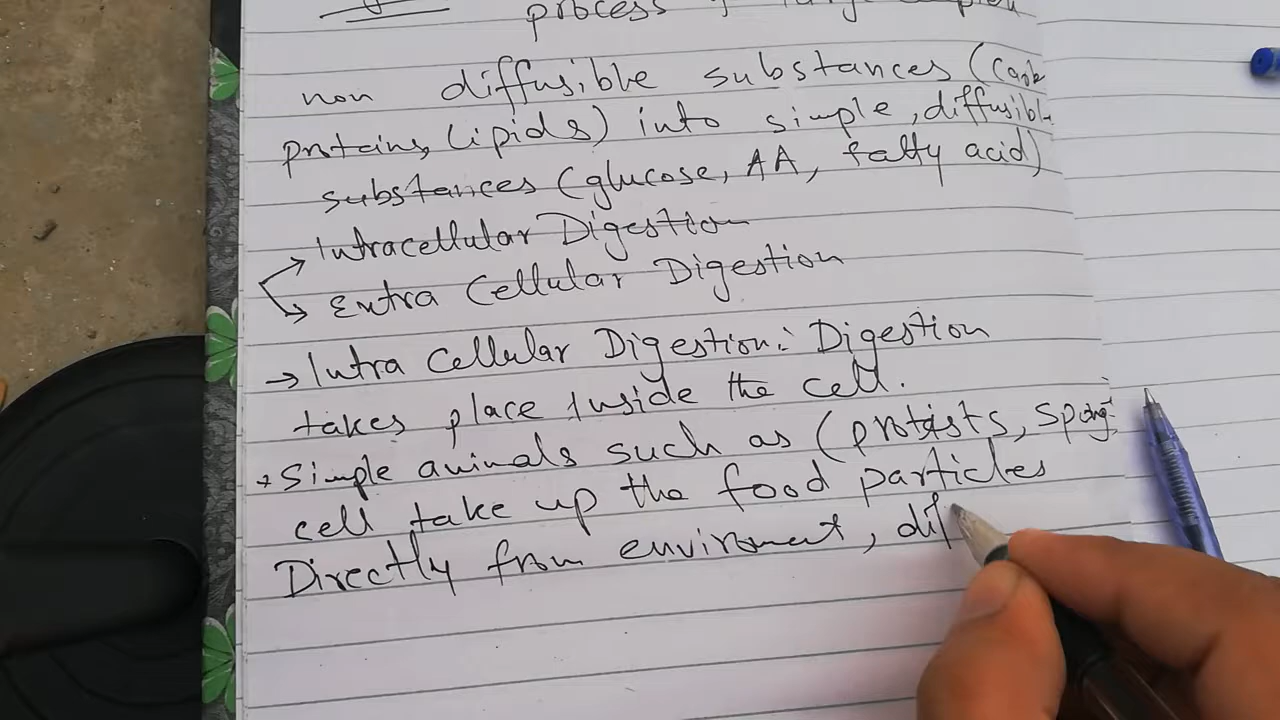 process
non diffusible substances (Carb
proteins, Lipids) into simple, diffusible
substances (glucose, AA, fatty acid)
Intracellular Digestion
Extra Cellular Digestion
→ Intra Cellular Digestion: Digestion
takes place Inside the cell.
Simple animals such as (protists, spong
cell take up the food particles
Directly from enviroment, dif